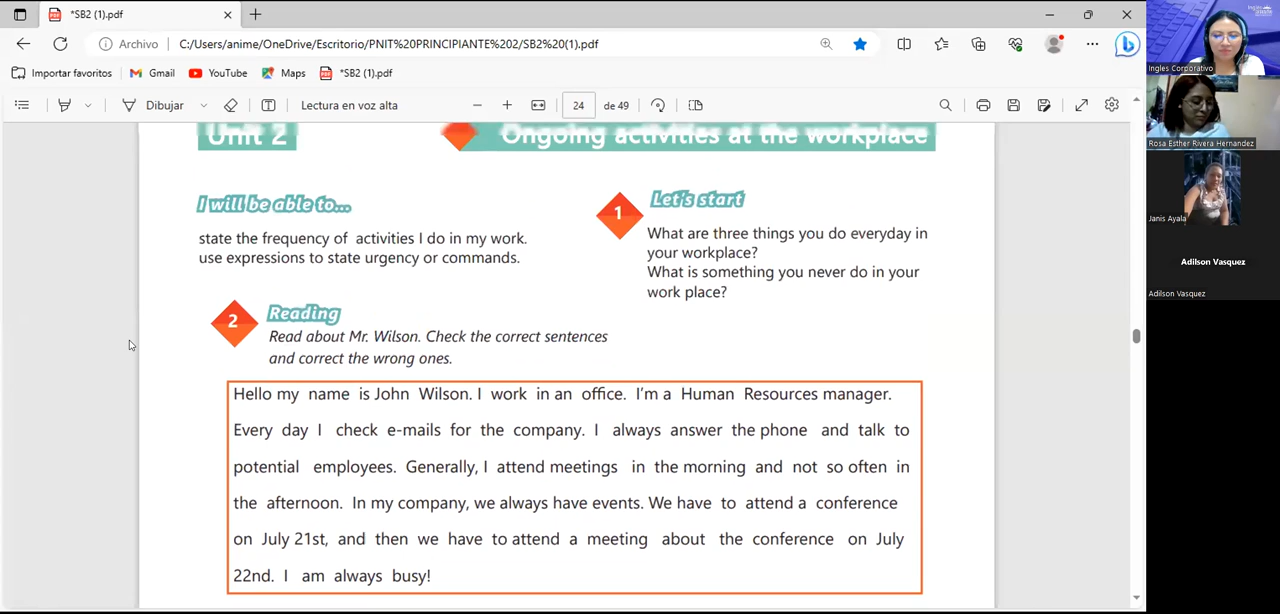 *SB2 (1).pdf
Archivo
C:/Users/anime/OneDrive/Escritorio/PNIT%20PRINCIPIANTE%202/SB2%20(1).pdf
Importar favoritos
Gmail
YouTube
Maps
*SB2 (1).pdf
Dibujar
Lectura en voz alta
24
de 49
Unit 2
Ongoing activities at the workplace
I will be able to...
state the frequency of activities I do in my work.
use expressions to state urgency or commands.
1
Let's start
What are three things you do everyday in
your workplace?
What is something you never do in your
work place?
2
Reading
Read about Mr. Wilson. Check the correct sentences
and correct the wrong ones.
Hello my name is John Wilson. I work in an office. I'm a Human Resources manager.
Every day I check e-mails for the company. I always answer the phone and talk to
potential employees. Generally, I attend meetings in the morning and not so often in
the afternoon. In my company, we always have events. We have to attend a conference
on July 21st, and then we have to attend a meeting about the conference on July
22nd. I am always busy!
Ingles Corporativo
Rosa Esther Rivera Hernandez
Janis Ayala
Adilson Vasquez
Adilson Vasquez